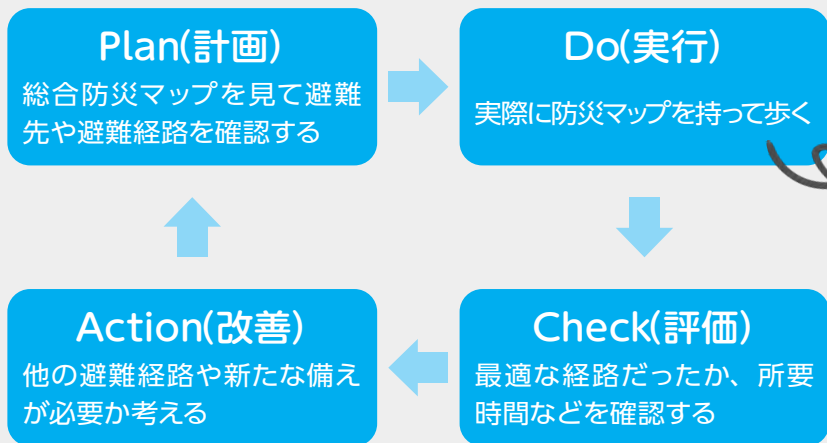 Plan(計画)
総合防災マップを見て避難
先や避難経路を確認する
Do(実行)
実際に防災マップを持って歩く
Action(改善)
他の避難経路や新たな備え
が必要か考える
Check(評価)
最適な経路だったか、所要
時間などを確認する